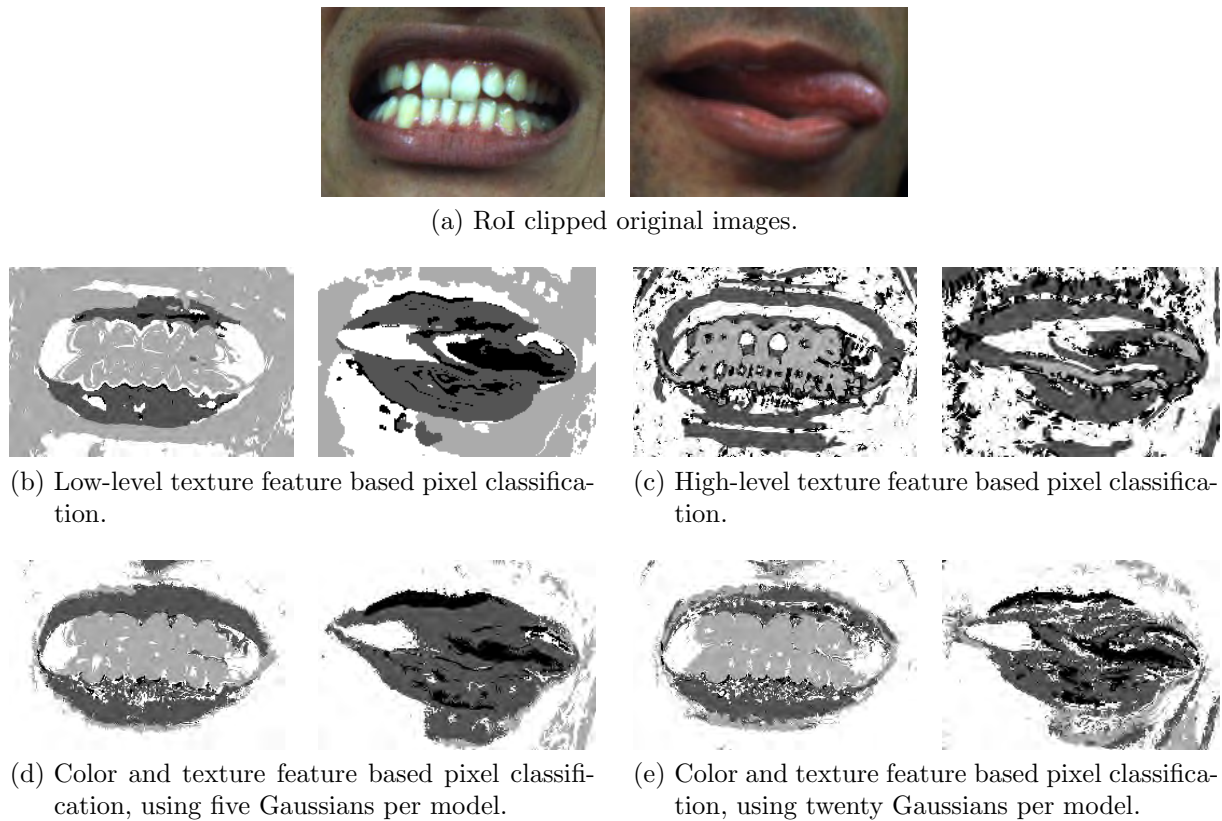 (a) RoI clipped original images.
(b) Low-level texture feature based pixel classifica-
tion.
(c) High-level texture feature based pixel classifica-
tion.
(d) Color and texture feature based pixel classifi-
cation, using five Gaussians per model.
(e) Color and texture feature based pixel classifica-
tion, using twenty Gaussians per model.